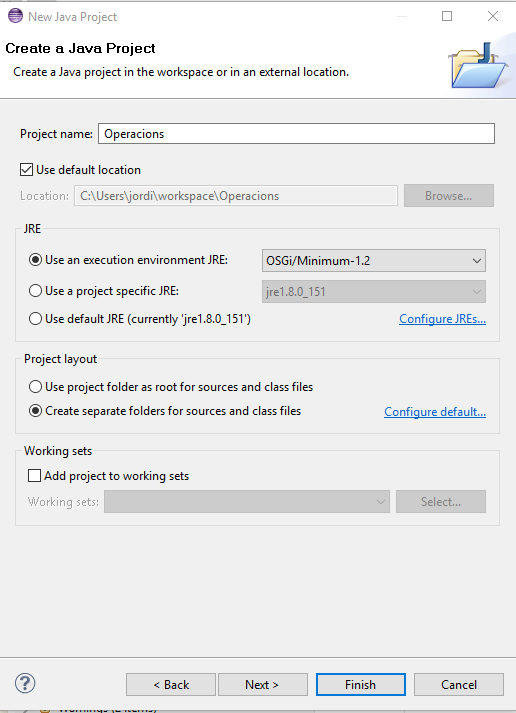 New Java Project
Create a Java Project
Create a Java project in the workspace or in an external location.
Project name: Operacions
Use default location
Location: C:\Users\jordi\workspace\Operacions Browse...
JRE
Use an execution environment JRE: OSGi/Minimum-1.2
Use a project specific JRE: jre1.8.0_151
Use default JRE (currently 'jre1.8.0_151') Configure JREs...
Project layout
Use project folder as root for sources and class files
Create separate folders for sources and class files Configure default...
Working sets
Add project to working sets
Working sets: Select...
? < Back Next > Finish Cancel
Warnings (2 items)